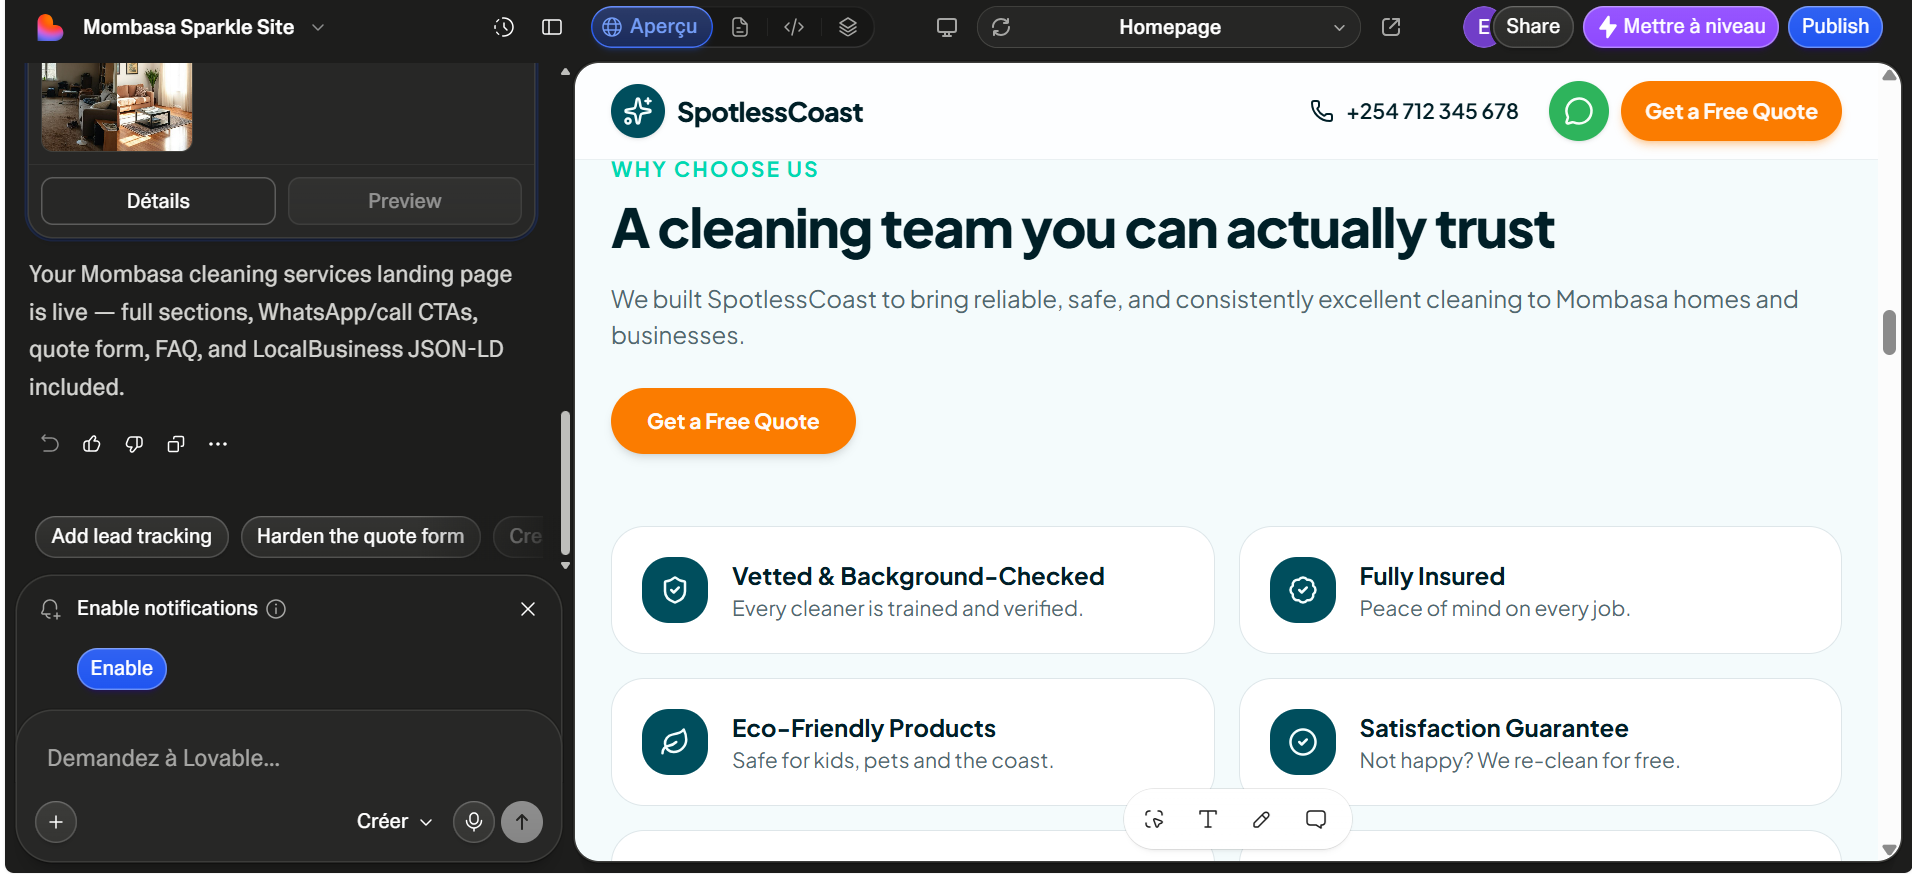 Mombasa Sparkle Site
Aperçu
Homepage
E
Share
Mettre à niveau
Publish
Détails
Preview
Your Mombasa cleaning services landing page
is live — full sections, WhatsApp/call CTAs,
quote form, FAQ, and LocalBusiness JSON-LD
included.
Add lead tracking
Harden the quote form
Cre
Enable notifications
Enable
Demandez à Lovable...
Créer
SpotlessCoast
+254 712 345 678
Get a Free Quote
WHY CHOOSE US
A cleaning team you can actually trust
We built SpotlessCoast to bring reliable, safe, and consistently excellent cleaning to Mombasa homes and
businesses.
Get a Free Quote
Vetted & Background-Checked
Every cleaner is trained and verified.
Fully Insured
Peace of mind on every job.
Eco-Friendly Products
Safe for kids, pets and the coast.
Satisfaction Guarantee
Not happy? We re-clean for free.